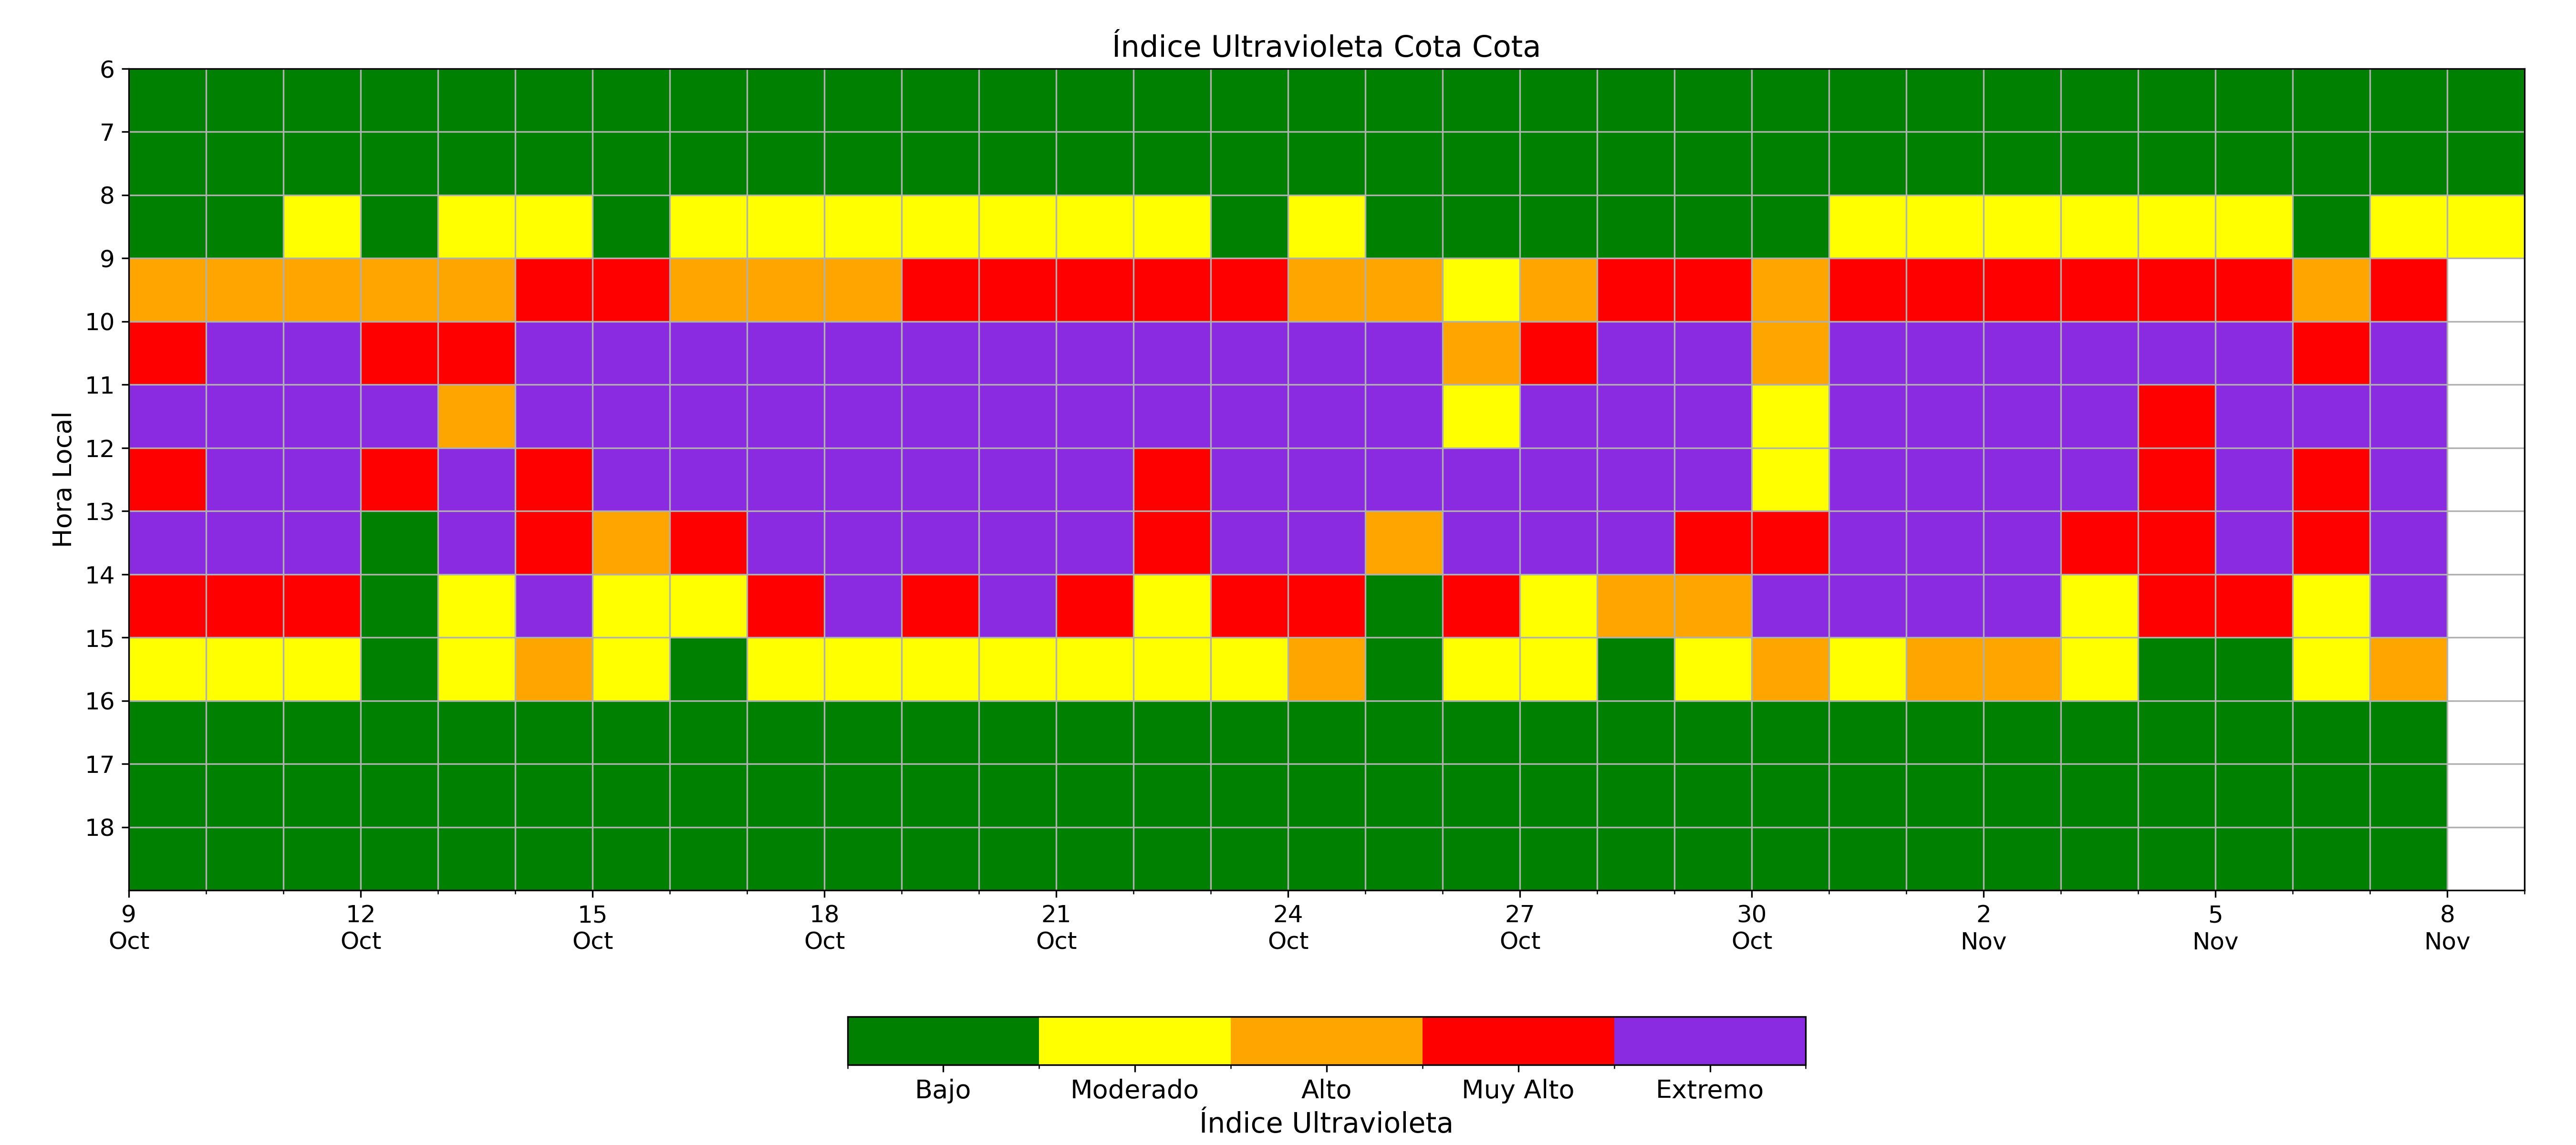 Índice Ultravioleta Cota Cota
Hora Local
6
7
8
9
10
11
12
13
14
15
16
17
18
9 12 15 18 21 24 27 30 2 5 8
Oct Oct Oct Oct Oct Oct Oct Oct Nov Nov Nov
Bajo Moderado Alto Muy Alto Extremo
Índice Ultravioleta